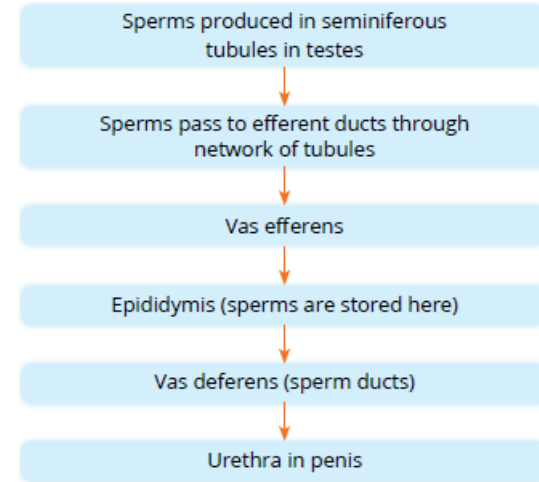 Sperms produced in seminiferous
tubules in testes
Sperms pass to efferent ducts through
network of tubules
Vas efferens
Epididymis (sperms are stored here)
Vas deferens (sperm ducts)
Urethra in penis